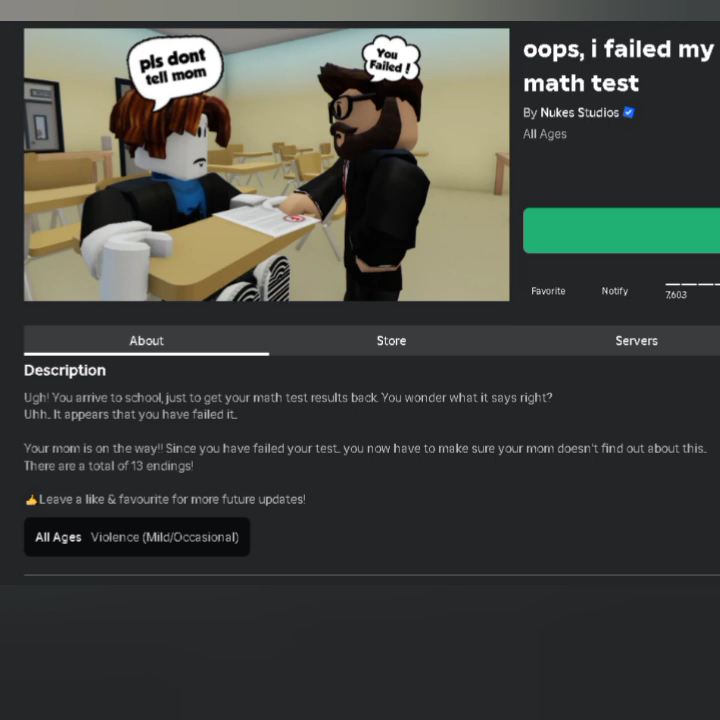 pls dont
tell mom
You
Failed !
oops, i failed my
math test
By Nukes Studios
All Ages
Favorite
Notify
7,603
About
Store
Servers
Description
Ugh! You arrive to school, just to get your math test results back. You wonder what it says right?
Uhh.. It appears that you have failed it..
Your mom is on the way!! Since you have failed your test.. you now have to make sure your mom doesn't find out about this..
There are a total of 13 endings!
👍Leave a like & favourite for more future updates!
All Ages Violence (Mild/Occasional)